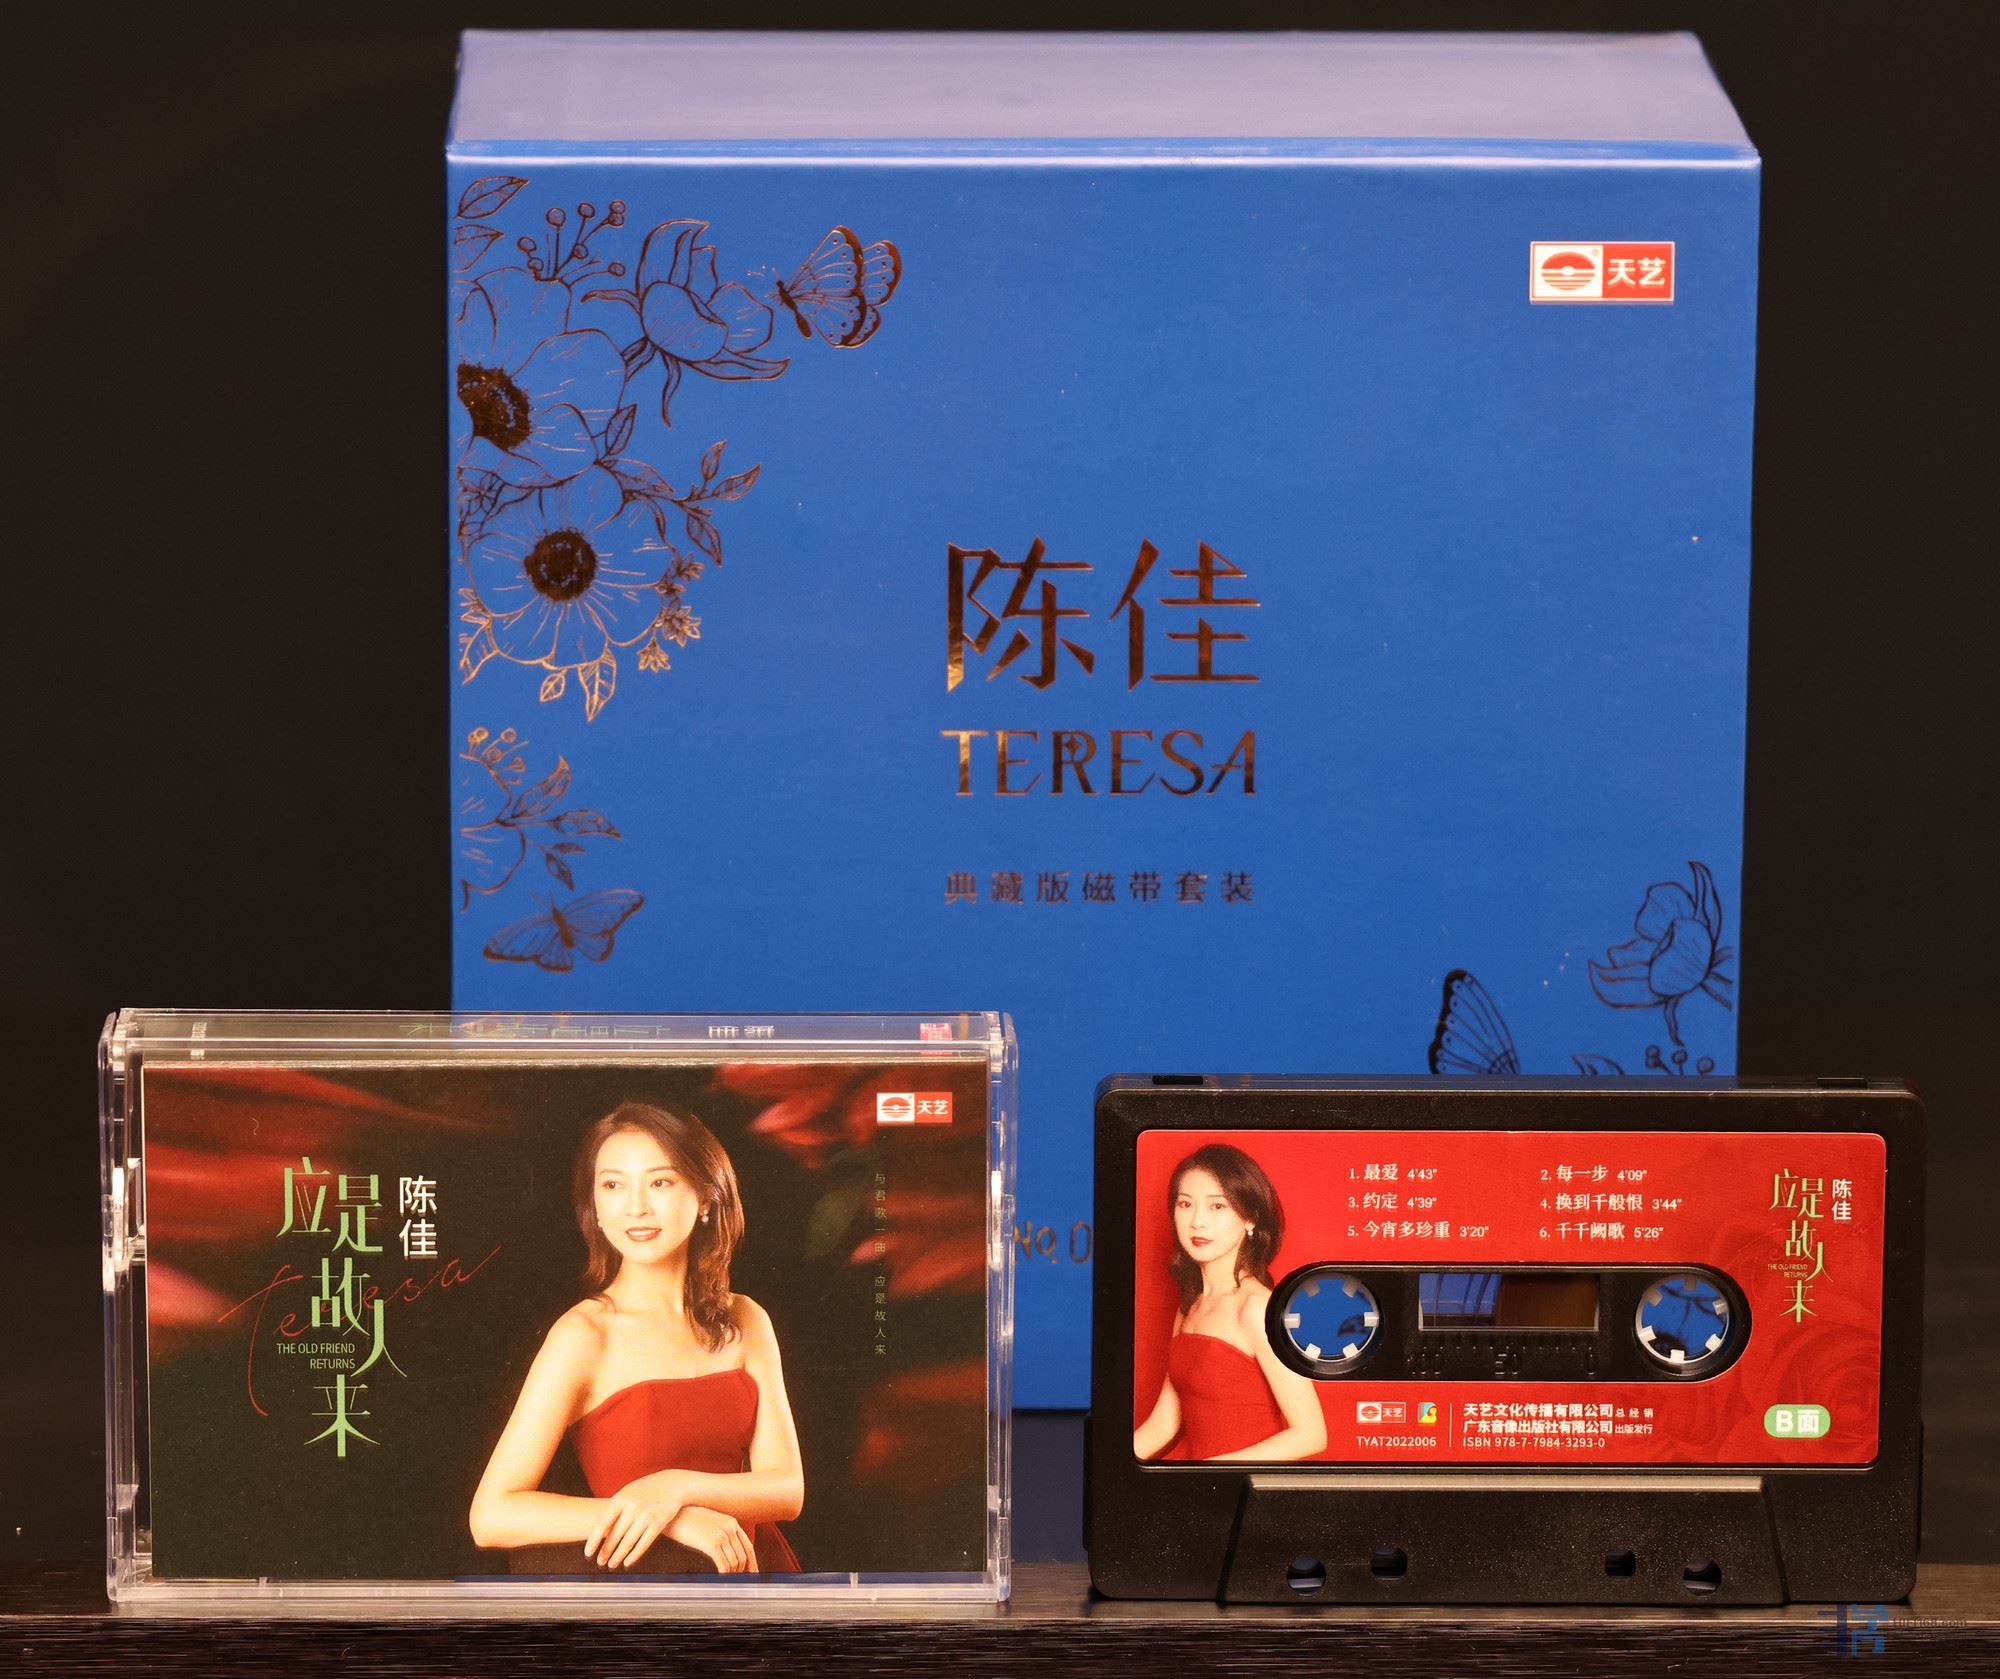 天艺
陈佳
TERESA
典藏版磁带套装
No.0
天艺
应是故人来
陈佳
Teresa
THE OLD FRIEND
RETURNS
与君歌一曲·应是故人来
1. 最爱 4'43"
2. 每一步 4'09"
3. 约定 4'39"
4. 换到千般恨 3'44"
5. 今宵多珍重 3'20"
6. 千千阙歌 5'26"
应是故人来
陈佳
THE OLD FRIEND
RETURNS
100 50 0
天艺
TYAT2022006
天艺文化传播有限公司总经销
广东音像出版社有限公司出版发行
ISBN 978-7-7984-3293-0
B面
HIFI168.com